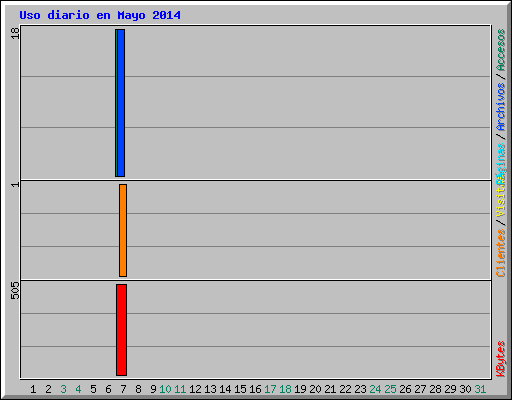 Uso diario en Mayo 2014
18
1
505
1 2 3 4 5 6 7 8 9 10 11 12 13 14 15 16 17 18 19 20 21 22 23 24 25 26 27 28 29 30 31
Accesos
/
Archivos
/
Clientes
/
KBytes